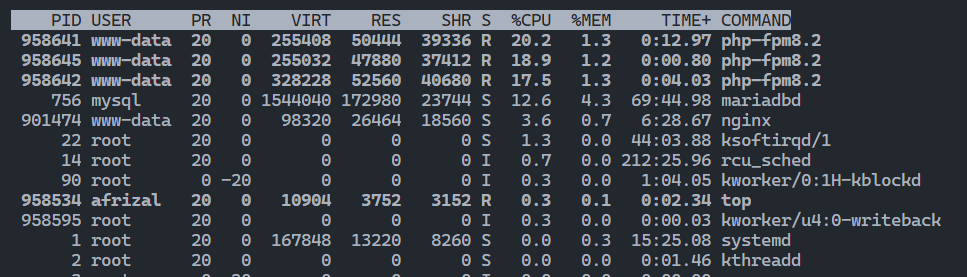 PID USER PR NI VIRT RES SHR S %CPU %MEM TIME+ COMMAND
958641 www-data 20 0 255408 50444 39336 R 20.2 1.3 0:12.97 php-fpm8.2
958645 www-data 20 0 255032 47880 37412 R 18.9 1.2 0:00.80 php-fpm8.2
958642 www-data 20 0 328228 52560 40680 R 17.5 1.3 0:04.03 php-fpm8.2
756 mysql 20 0 1544040 172980 23744 S 12.6 4.3 69:44.98 mariadbd
901474 www-data 20 0 98320 26464 18560 S 3.6 0.7 6:28.67 nginx
22 root 20 0 0 0 0 S 1.3 0.0 44:03.88 ksoftirqd/1
14 root 20 0 0 0 0 I 0.7 0.0 212:25.96 rcu_sched
90 root 0 -20 0 0 0 I 0.3 0.0 1:04.05 kworker/0:1H-kblockd
958534 afrizal 20 0 10904 3752 3152 R 0.3 0.1 0:02.34 top
958595 root 20 0 0 0 0 I 0.3 0.0 0:00.03 kworker/u4:0-writeback
1 root 20 0 167848 13220 8260 S 0.0 0.3 15:25.08 systemd
2 root 20 0 0 0 0 S 0.0 0.0 0:01.46 kthreadd